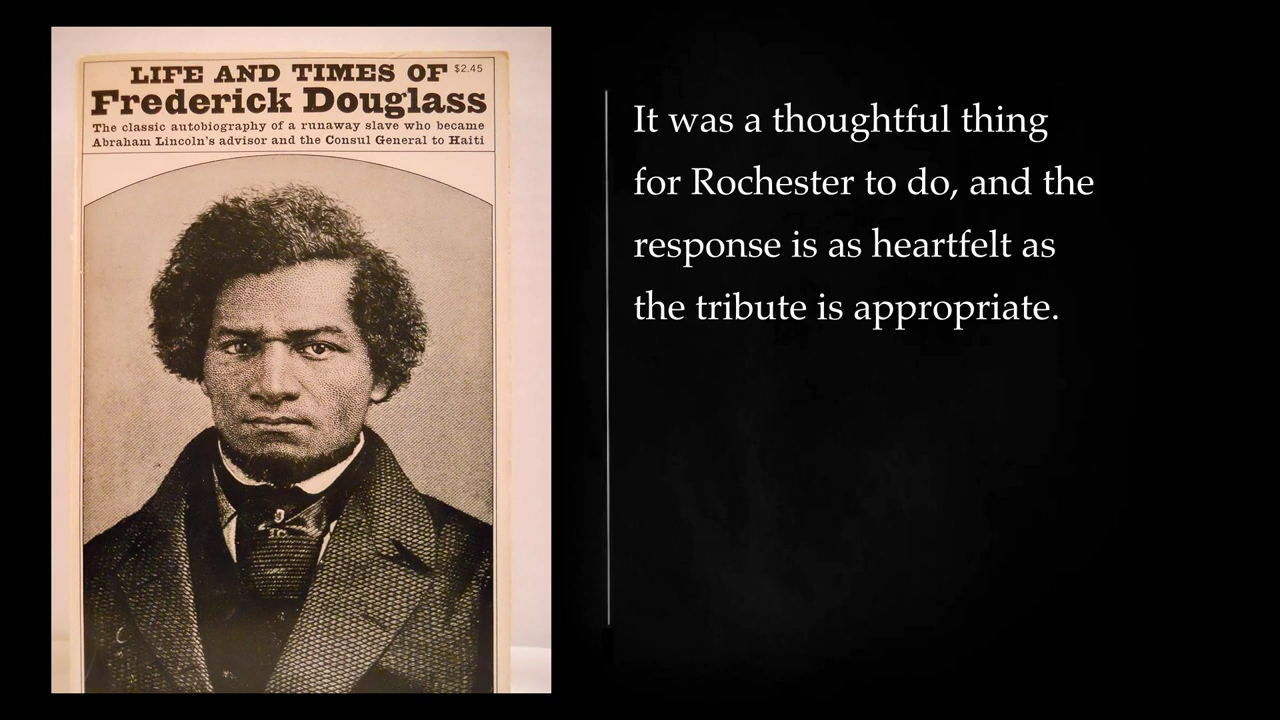 LIFE AND TIMES OF $2.45
Frederick Douglass
The classic autobiography of a runaway slave who became
Abraham Lincoln's advisor and the Consul General to Haiti
It was a thoughtful thing
for Rochester to do, and the
response is as heartfelt as
the tribute is appropriate.